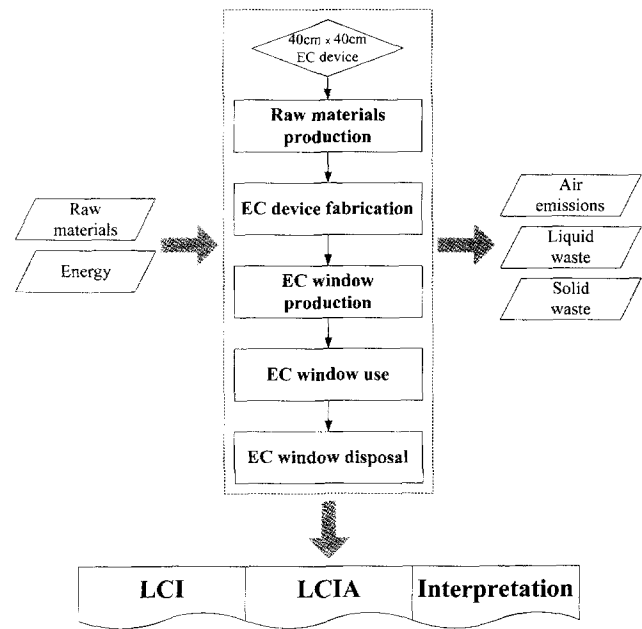 40cm x 40cm
EC device
Raw materials
production
EC device fabrication
EC window
production
EC window use
EC window disposal
Raw
materials
Energy
Air
emissions
Liquid
waste
Solid
waste
LCI
LCIA
Interpretation